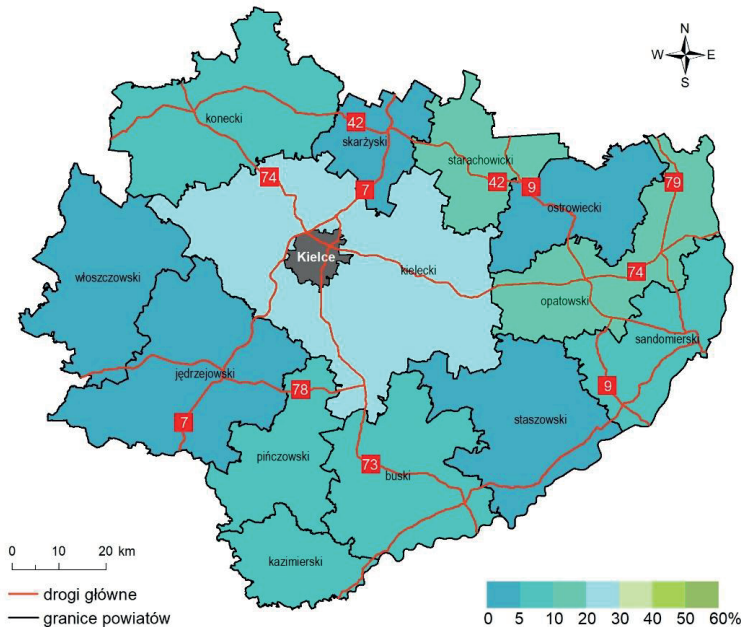 N
W E
S
konecki
42
skarżyski
starachowicki
74
7
42
9
79
ostrowiecki
Kielce
kielecki
włoszczowski
74
opatowski
sandomierski
jędrzejowski
78
9
7
staszowski
pińczowski
73
buski
kazimierski
0 10 20 km
drogi główne
granice powiatów
0 5 10 20 30 40 50 60%